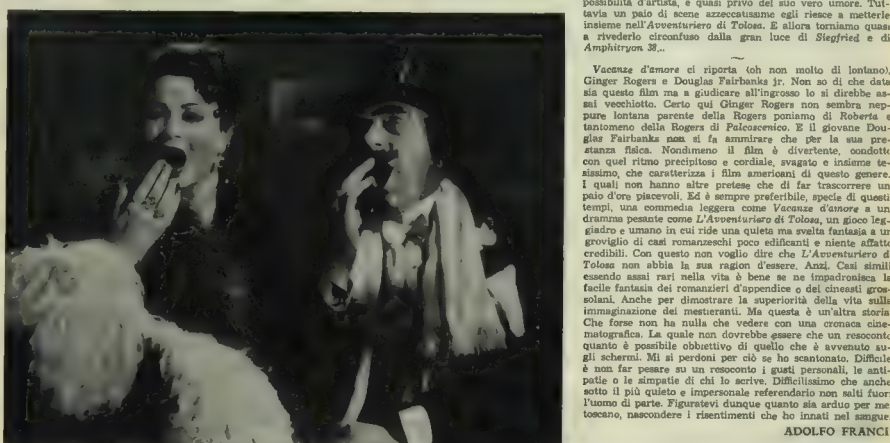 possibilità d'artista, e quasi privo del suo vero umore. Tut-
tavia un paio di scene azzeccatissime egli riesce a metterle
insieme nell'Avventuriero di Tolosa. E allora torniamo quasi
a rivederlo circonfuso dalla gran luce di Siegfried e di
Amphitryon 38...
Vacanze d'amore ci riporta (oh non molto di lontano),
Ginger Rogers e Douglas Fairbanks jr. Non so di che data
sia questo film ma a giudicare all'ingrosso lo si direbbe as-
sai vecchiotto. Certo qui Ginger Rogers non sembra nep-
pure lontana parente della Rogers poniamo di Roberta e
tantomeno della Rogers di Palcoscenico. E il giovane Dou-
glas Fairbanks non si fa ammirare che per la sua pre-
stanza fisica. Nondimeno il film è divertente, condotto
con quel ritmo precipitoso e cordiale, svagato e insieme te-
sissimo, che caratterizza i film americani di questo genere.
I quali non hanno altre pretese che di far trascorrere un
paio d'ore piacevoli. Ed è sempre preferibile, specie di questi
tempi, una commedia leggera come Vacanze d'amore a un
dramma pesante come L'Avventuriero di Tolosa, un gioco leg-
giadro e umano in cui ride una quieta ma svelta fantasia a un
groviglio di casi romanzeschi poco edificanti e niente affatto
credibili. Con questo non voglio dire che L'Avventuriero di
Tolosa non abbia la sua ragion d'essere. Anzi. Casi simili
essendo assai rari nella vita è bene se ne impadronisca la
facile fantasia dei romanzieri d'appendice o dei cineasti gros-
solani. Anche per dimostrare la superiorità della vita sulla
immaginazione dei mestieranti. Ma questa è un'altra storia
Che forse non ha nulla che vedere con una cronaca cine-
matografica. La quale non dovrebbe essere che un resoconto
quanto è possibile obbiettivo di quello che è avvenuto su-
gli schermi. Mi si perdoni per ciò se ho scantonato. Difficile
è non far pesare su un resoconto i gusti personali, le anti-
patie o le simpatie di chi lo scrive. Difficilissimo che anche
sotto il più quieto e impersonale referendario non salti fuori
l'uomo di parte. Figuratevi dunque quanto sia arduo per me
toscano, nascondere i risentimenti che ho innati nel sangue.
ADOLFO FRANCI